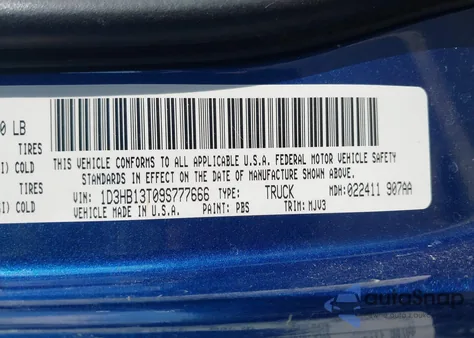 0 LB
TIRES
SI) COLD
TIRES
SI) COLD
THIS VEHICLE CONFORMS TO ALL APPLICABLE U.S.A. FEDERAL MOTOR VEHICLE SAFETY
STANDARDS IN EFFECT ON THE DATE OF MANUFACTURE SHOWN ABOVE.
VIN: 1D3HB13T09S777666 TYPE: TRUCK MDH: 022411 907AA
VEHICLE MADE IN U.S.A. PAINT: PBS TRIM: MJV3
autoSnap